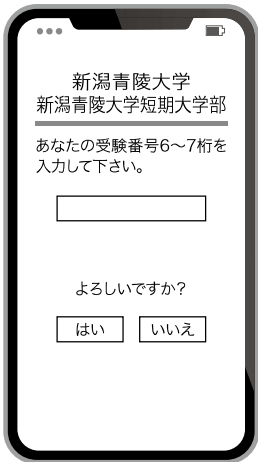 新潟青陵大学
新潟青陵大学短期大学部
あなたの受験番号6〜7桁を
入力して下さい。
よろしいですか？
はい
いいえ